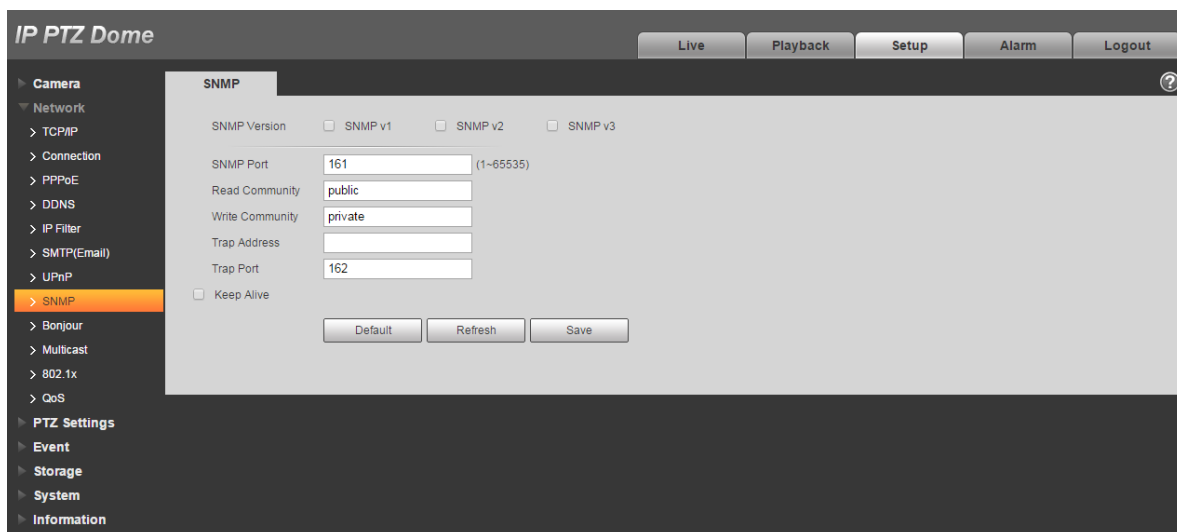 IP PTZ Dome
Live Playback Setup Alarm Logout
Camera
Network
TCP/IP
Connection
PPPoE
DDNS
IP Filter
SMTP(Email)
UPnP
SNMP
Bonjour
Multicast
802.1x
QoS
PTZ Settings
Event
Storage
System
Information
SNMP
?
SNMP Version SNMP v1 SNMP v2 SNMP v3
SNMP Port 161 (1~65535)
Read Community public
Write Community private
Trap Address
Trap Port 162
Keep Alive
Default Refresh Save